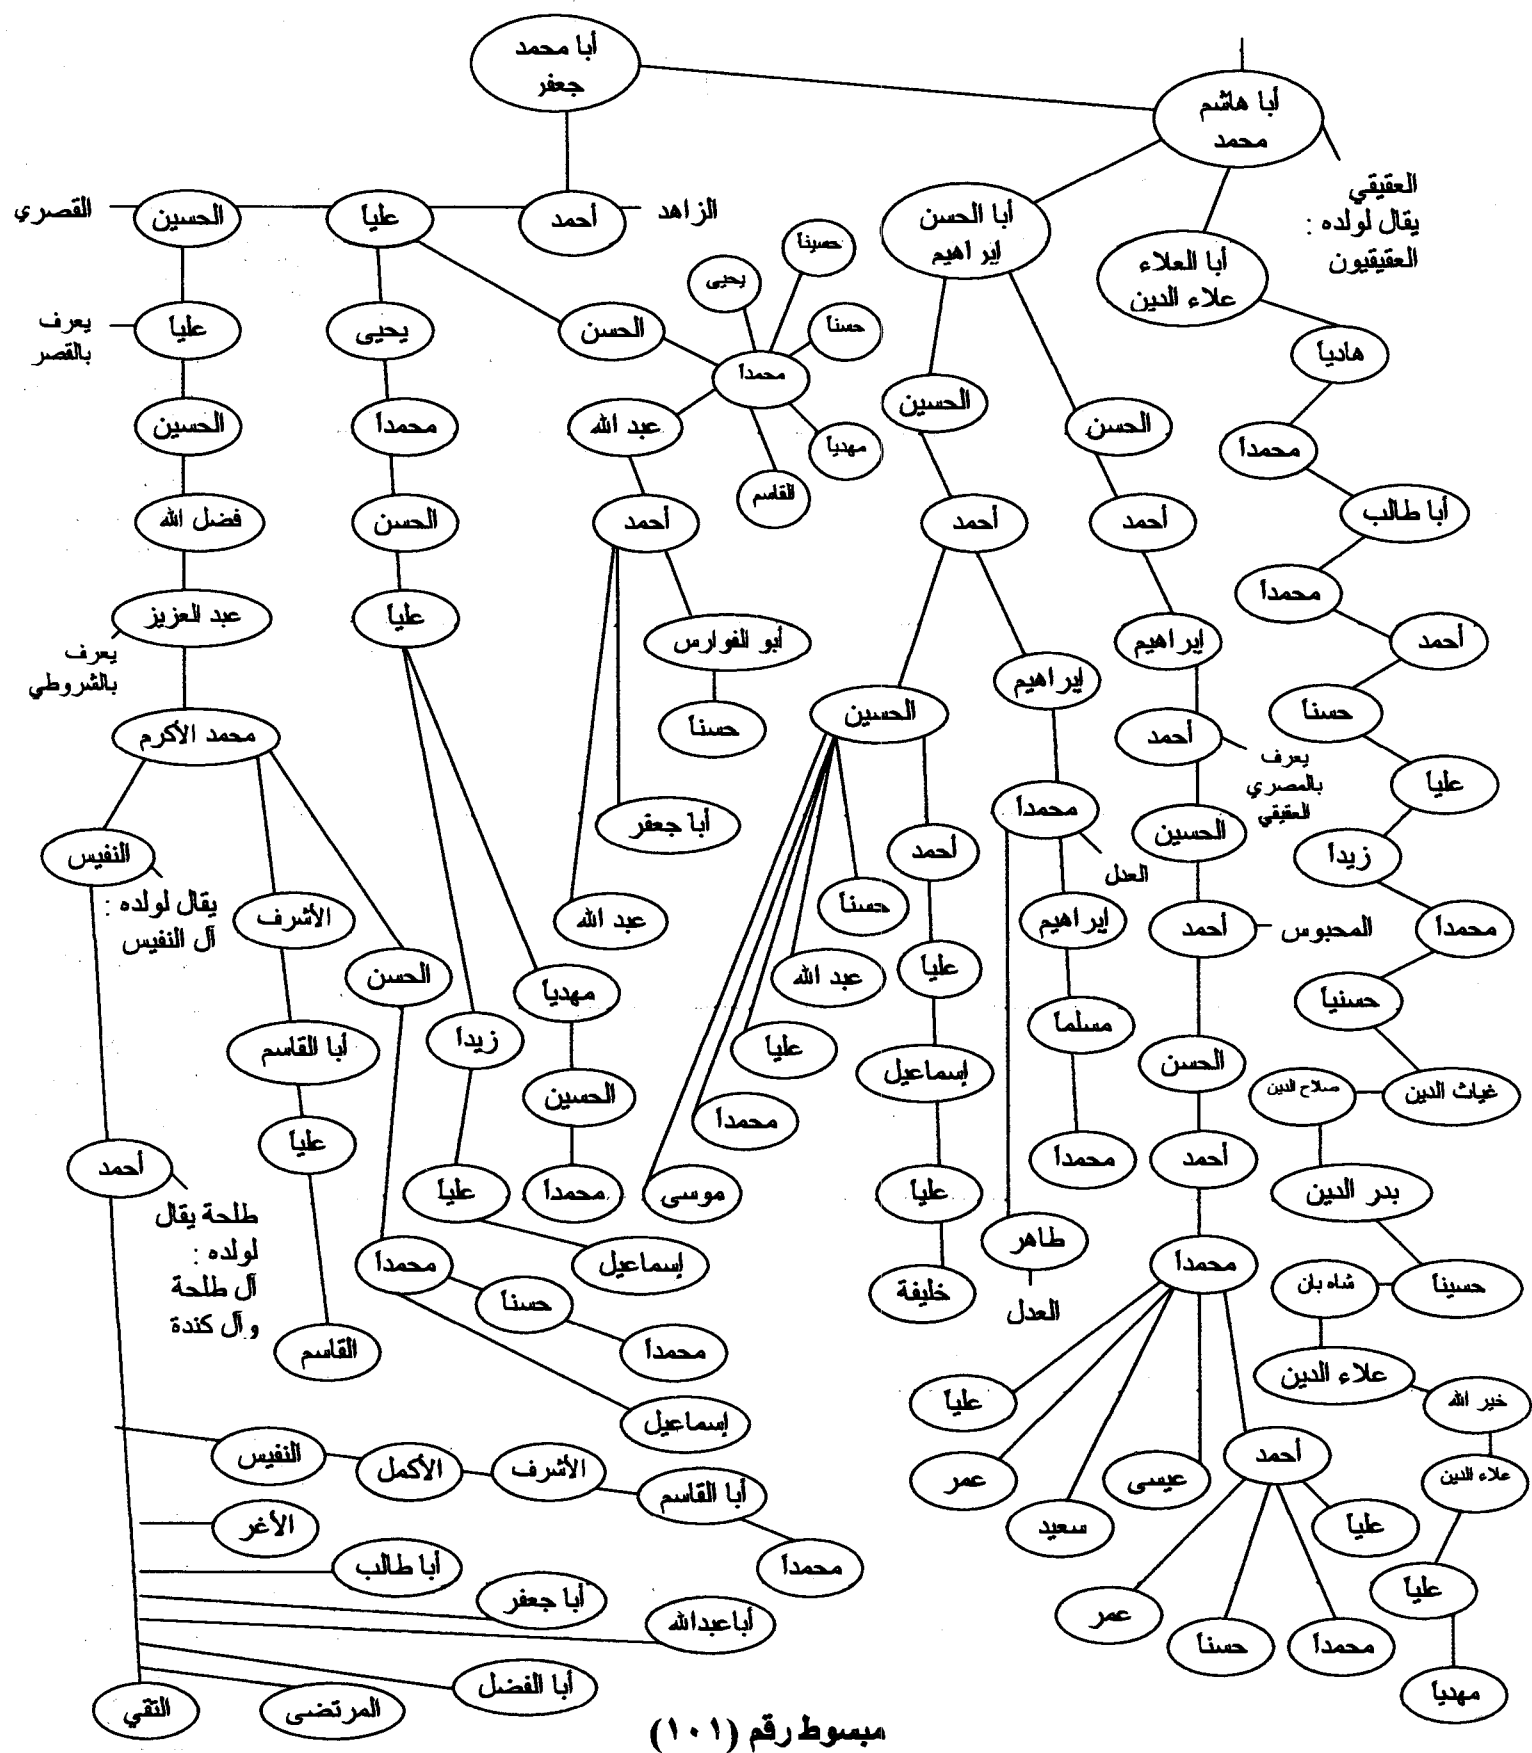 أبا محمد
جعفر
أبا هاشم
محمد
العقيقي
يقال لولده :
العقيقيون
القصري
الحسين
علياً
أحمد
الزاهد
أبا الحسن
إبراهيم
أبا العلاء
علاء الدين
حسيناً
يحيى
حسناً
محمداً
مهدياً
القاسم
يعرف
بالقصر
علياً
يحيى
الحسن
هادياً
الحسين
محمداً
عبد الله
الحسين
الحسن
محمداً
فضل الله
الحسن
أحمد
أحمد
أحمد
أبا طالب
عبد العزيز
يعرف
بالشروطي
علياً
أبو الفوارس
حسناً
إبراهيم
إبراهيم
محمداً
أحمد
محمد الأكرم
الحسين
أحمد
يعرف
بالمصري
العقيقي
حسناً
علياً
النفيس
يقال لولده :
آل النفيس
أبا جعفر
أحمد
محمداً
العدل
الحسين
زيداً
الأشرف
عبد الله
حسناً
إبراهيم
أحمد
المحبوس
محمداً
الحسن
مهدياً
عبد الله
علياً
حسنياً
أبا القاسم
زيداً
علياً
إسماعيل
مسلماً
الحسن
صلاح الدين
غياث الدين
علياً
الحسين
محمداً
محمداً
أحمد
أحمد
طلحة يقال
لولده :
آل طلحة
وآل كندة
علياً
محمداً
موسى
علياً
بدر الدين
محمداً
إسماعيل
طاهر
العدل
محمداً
شاه بان
حسيناً
حسناً
خليفة
القاسم
محمداً
علاء الدين
إسماعيل
علياً
خير الله
النفيس
الأكمل
الأشرف
أبا القاسم
محمداً
عمر
سعيد
عيسى
أحمد
علاء الدين
الأغر
علياً
أبا طالب
أبا جعفر
أبا عبدالله
عمر
حسناً
محمداً
علياً
أبا الفضل
المرتضى
التقي
مهدياً
مبسوط رقم (١٠١)